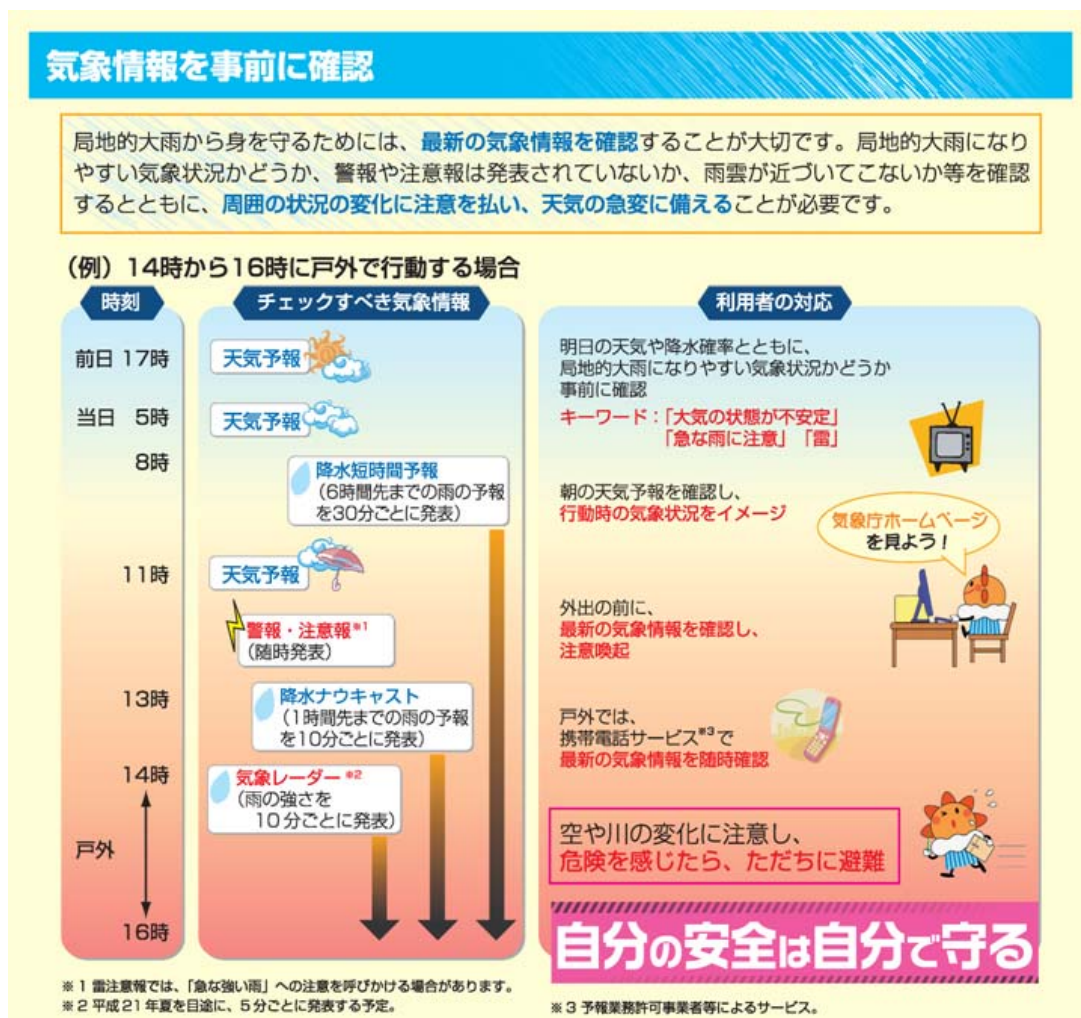 気象情報を事前に確認
局地的大雨から身を守るためには、最新の気象情報を確認することが大切です。局地的大雨になり
やすい気象状況かどうか、警報や注意報は発表されていないか、雨雲が近づいてこないか等を確認
するとともに、周囲の状況の変化に注意を払い、天気の急変に備えることが必要です。
（例）14時から16時に戸外で行動する場合
時刻
前日 17時
当日 5時
8時
11時
13時
14時
戸外
16時
チェックすべき気象情報
天気予報
天気予報
降水短時間予報
（6時間先までの雨の予報
を30分ごとに発表）
天気予報
警報・注意報※1
（随時発表）
降水ナウキャスト
（1時間先までの雨の予報
を10分ごとに発表）
気象レーダー※2
（雨の強さを
10分ごとに発表）
利用者の対応
明日の天気や降水確率とともに、
局地的大雨になりやすい気象状況かどうか
事前に確認
キーワード：「大気の状態が不安定」
「急な雨に注意」「雷」
朝の天気予報を確認し、
行動時の気象状況をイメージ
気象庁ホームページ
を見よう！
外出の前に、
最新の気象情報を確認し、
注意喚起
戸外では、
携帯電話サービス※3で
最新の気象情報を随時確認
空や川の変化に注意し、
危険を感じたら、ただちに避難
自分の安全は自分で守る
※1 雷注意報では、「急な強い雨」への注意を呼びかける場合があります。
※2 平成21年夏を目途に、5分ごとに発表する予定。
※3 予報業務許可事業者等によるサービス。